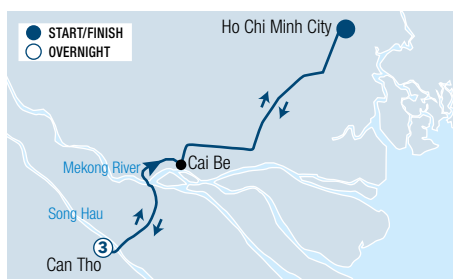 START/FINISH
OVERNIGHT
Ho Chi Minh City
Mekong River
Cai Be
Song Hau
3
Can Tho